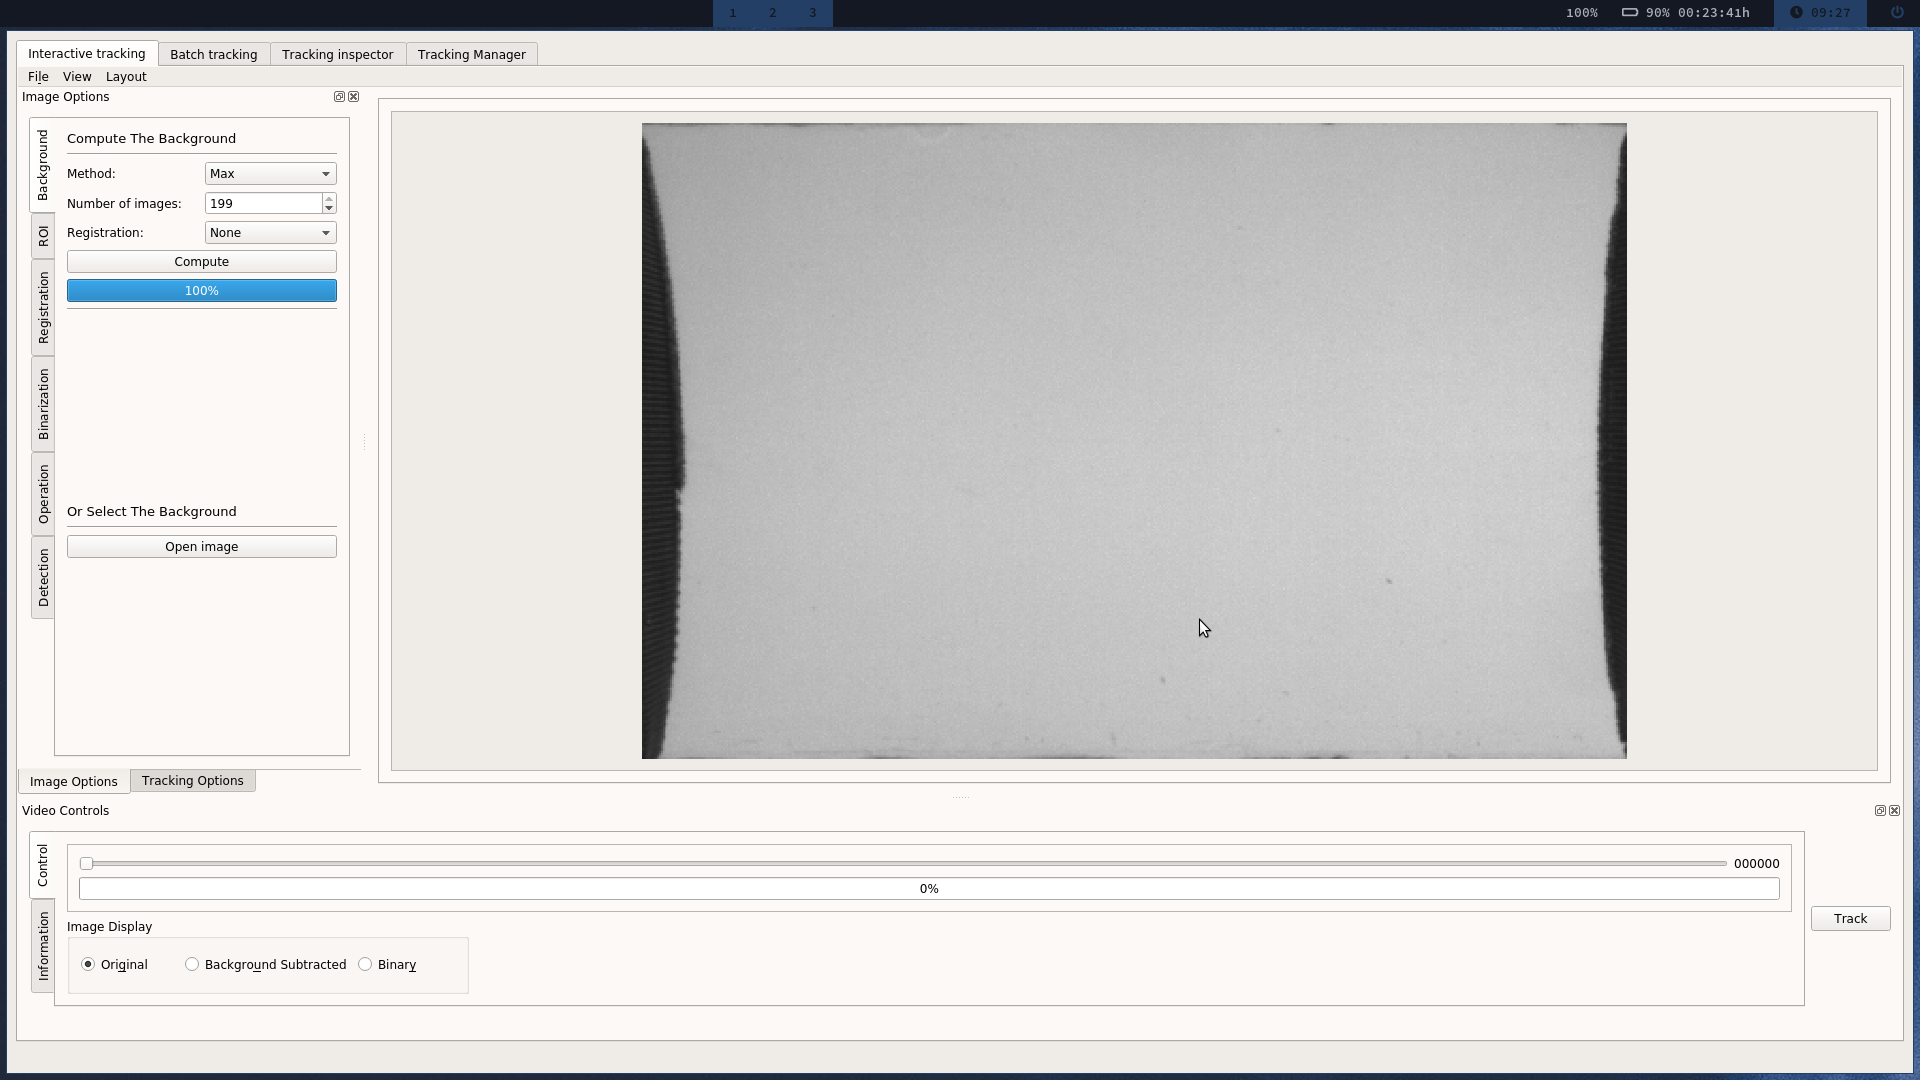 1 2 3 100% 90% 00:23:41h 09:27
Interactive tracking Batch tracking Tracking inspector Tracking Manager
File View Layout
Image Options
Background
ROI
Registration
Binarization
Operation
Detection
Compute The Background
Method: Max
Number of images: 199
Registration: None
Compute
100%
Or Select The Background
Open image
Image Options Tracking Options
Video Controls
Control
Information
000000
0%
Image Display
Original Background Subtracted Binary
Track